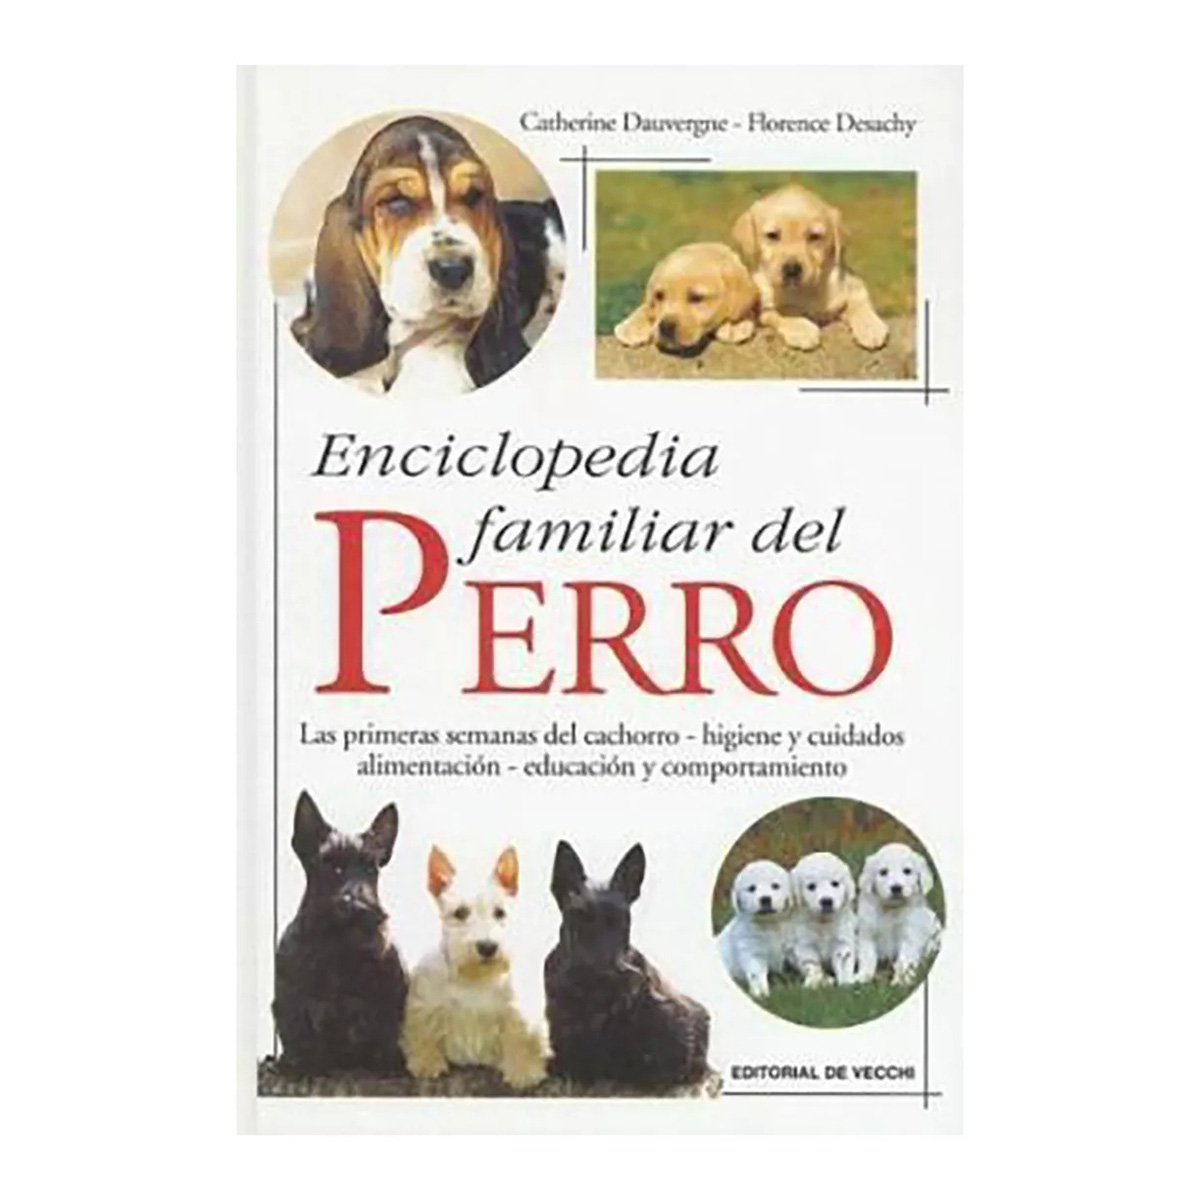 Catherine Dauvergne - Florence Desachy
Enciclopedia
familiar del
PERRO
Las primeras semanas del cachorro - higiene y cuidados
alimentación - educación y comportamiento
EDITORIAL DE VECCHI